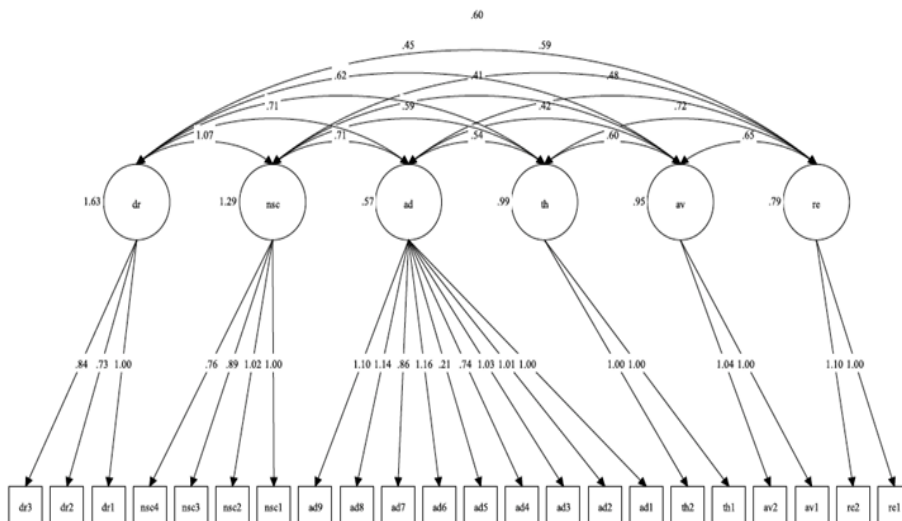 .60
.45 .59
.62 .41 .48
.71 .59 .42 .72
1.07 .71 .54 .60 .65
1.63 dr 1.29 nsc .57 ad .99 th .95 av .79 re
.84 .73 1.00 .76 .89 1.02 1.00 1.10 1.14 .86 1.16 .21 .74 1.03 1.01 1.00 1.00 1.00 1.04 1.00 1.10 1.00
dr3 dr2 dr1 nsc4 nsc3 nsc2 nsc1 ad9 ad8 ad7 ad6 ad5 ad4 ad3 ad2 ad1 th2 th1 av2 av1 re2 re1